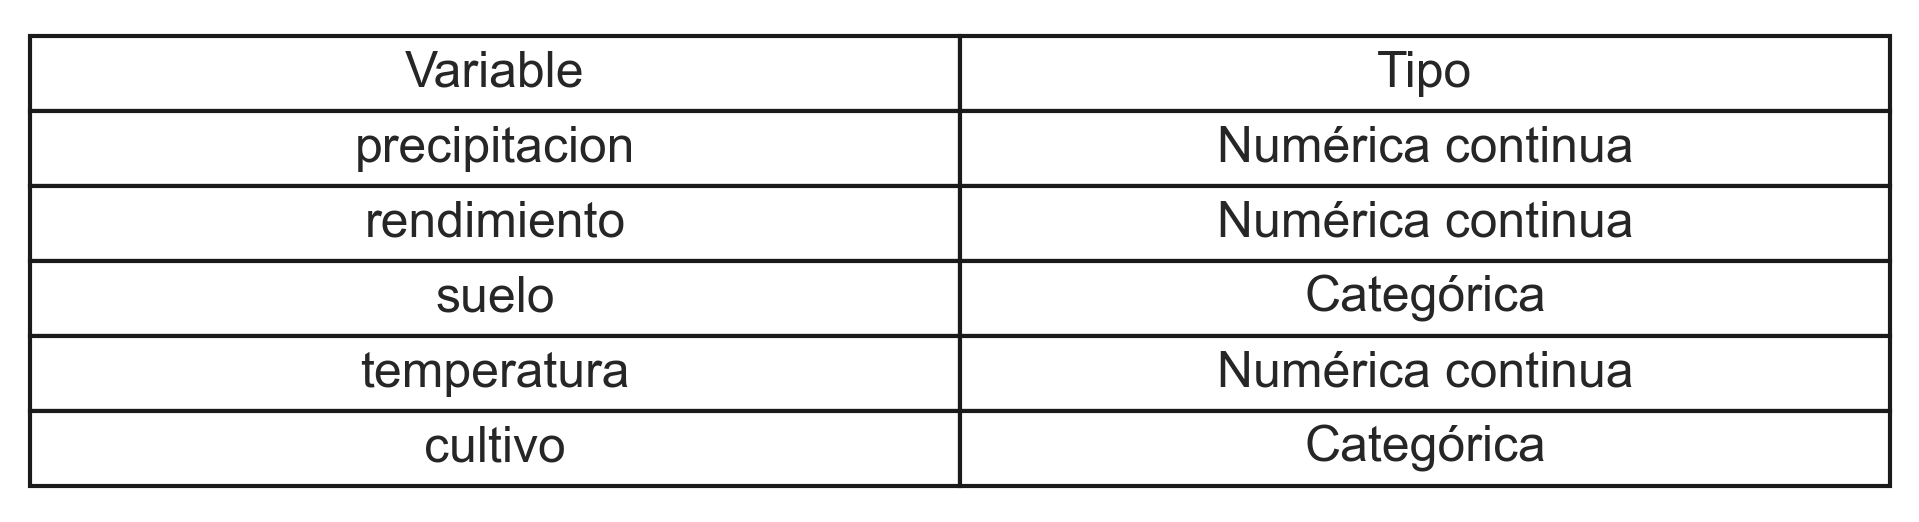 Variable Tipo
precipitacion Numérica continua
rendimiento Numérica continua
suelo Categórica
temperatura Numérica continua
cultivo Categórica